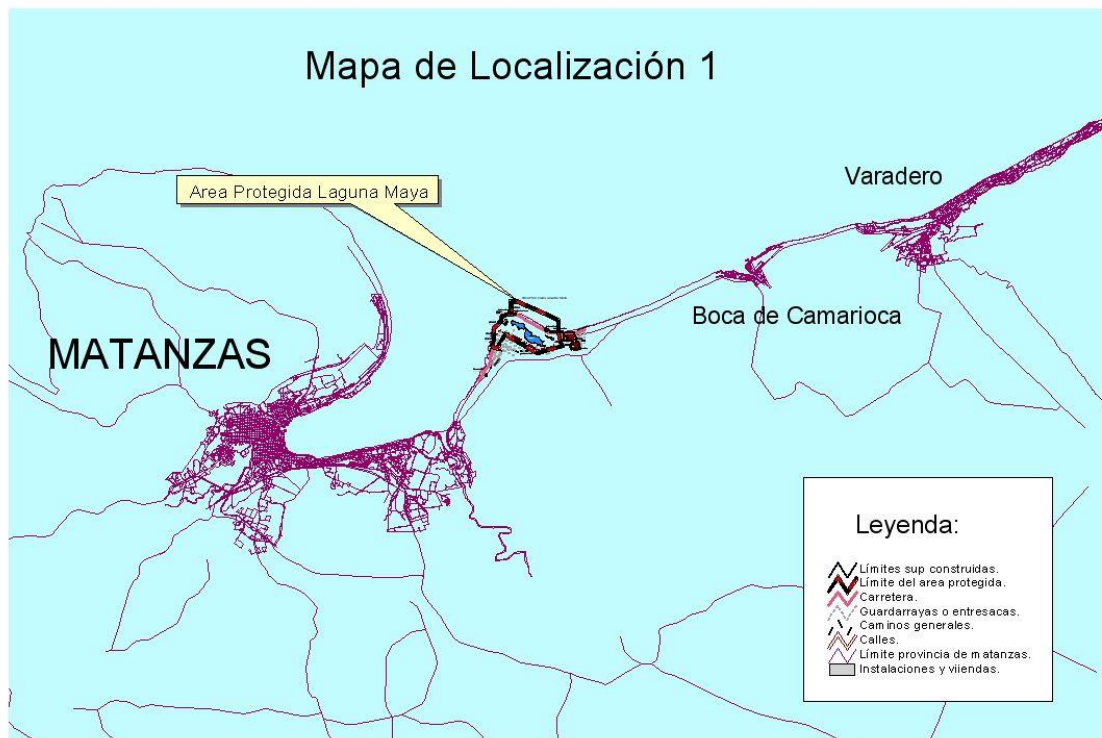 Mapa de Localización 1
Varadero
Area Protegida Laguna Maya
Boca de Camarioca
MATANZAS
Leyenda:
Límites sup construidas.
Límite del area protegida.
Carretera.
Guardarrayas o entresacas.
Caminos generales.
Calles.
Límite provincia de matanzas.
Instalaciones y viiendas.